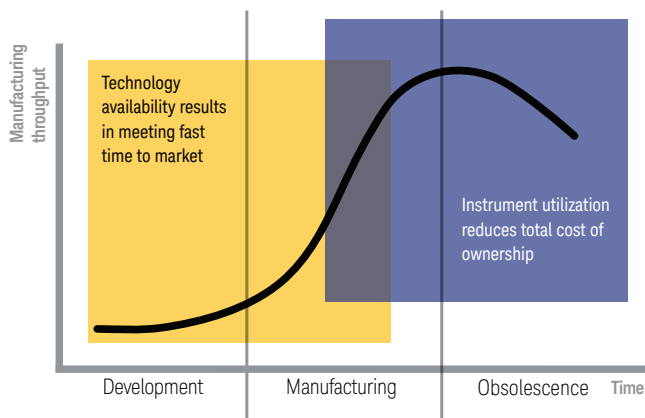 Manufacturing
throughput
Technology
availability results
in meeting fast
time to market
Instrument utilization
reduces total cost of
ownership
Development
Manufacturing
Obsolescence
Time